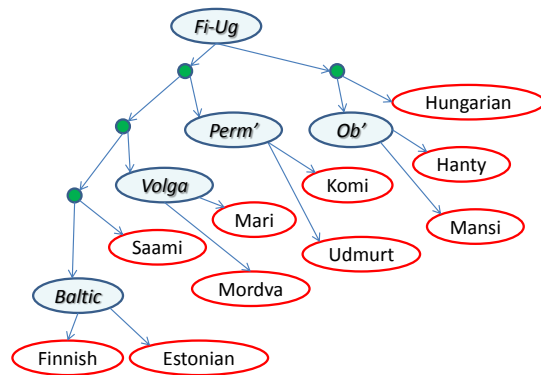 Fi-Ug
Hungarian
Perm’
Ob’
Hanty
Volga
Komi
Mari
Mansi
Saami
Udmurt
Baltic
Mordva
Finnish
Estonian